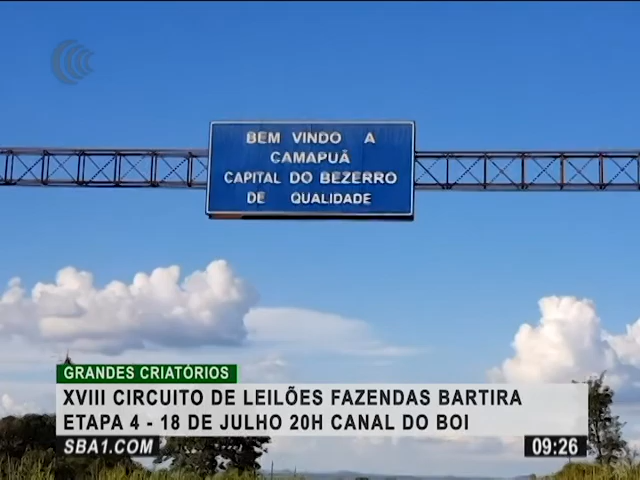 BEM VINDO A
CAMAPUÃ
CAPITAL DO BEZERRO
DE QUALIDADE
GRANDES CRIATÓRIOS
XVIII CIRCUITO DE LEILÕES FAZENDAS BARTIRA
ETAPA 4 - 18 DE JULHO 20H CANAL DO BOI
SBA1.COM
09:26